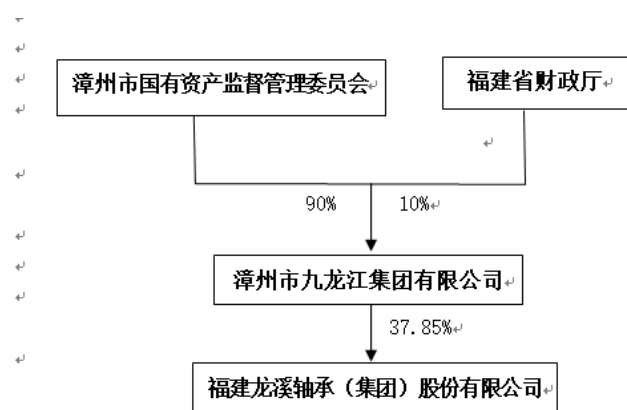 漳州市国有资产监督管理委员会
福建省财政厅
90%
10%
漳州市九龙江集团有限公司
37.85%
福建龙溪轴承（集团）股份有限公司